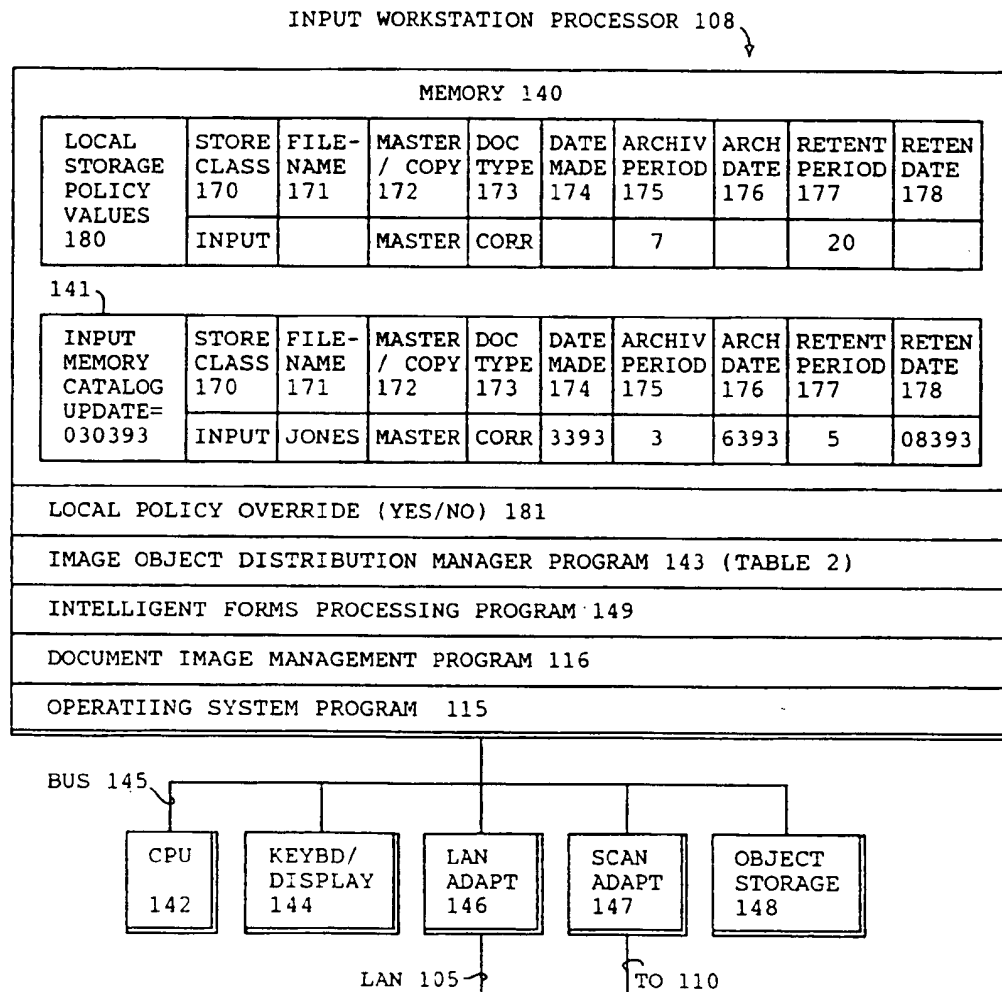 INPUT WORKSTATION PROCESSOR 108
MEMORY 140
LOCAL STORAGE POLICY VALUES 180
STORE CLASS 170
FILE- NAME 171
MASTER / COPY 172
DOC TYPE 173
DATE MADE 174
ARCHIV PERIOD 175
ARCH DATE 176
RETENT PERIOD 177
RETEN DATE 178
INPUT MASTER CORR 7 20
141
INPUT MEMORY CATALOG UPDATE= 030393
STORE CLASS 170
FILE- NAME 171
MASTER / COPY 172
DOC TYPE 173
DATE MADE 174
ARCHIV PERIOD 175
ARCH DATE 176
RETENT PERIOD 177
RETEN DATE 178
INPUT JONES MASTER CORR 3393 3 6393 5 08393
LOCAL POLICY OVERRIDE (YES/NO) 181
IMAGE OBJECT DISTRIBUTION MANAGER PROGRAM 143 (TABLE 2)
INTELLIGENT FORMS PROCESSING PROGRAM 149
DOCUMENT IMAGE MANAGEMENT PROGRAM 116
OPERATIING SYSTEM PROGRAM 115
BUS 145
CPU 142
KEYBD/ DISPLAY 144
LAN ADAPT 146
SCAN ADAPT 147
OBJECT STORAGE 148
LAN 105
TO 110